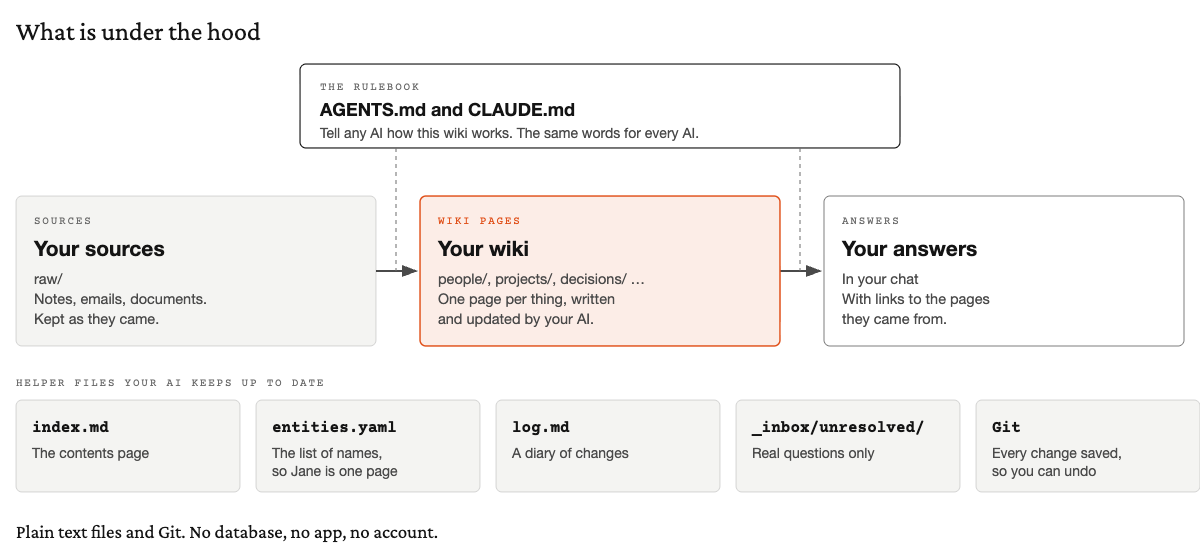 What is under the hood
THE RULEBOOK
AGENTS.md and CLAUDE.md
Tell any AI how this wiki works. The same words for every AI.
SOURCES
Your sources
raw/
Notes, emails, documents.
Kept as they came.
WIKI PAGES
Your wiki
people/, projects/, decisions/ …
One page per thing, written
and updated by your AI.
ANSWERS
Your answers
In your chat
With links to the pages
they came from.
HELPER FILES YOUR AI KEEPS UP TO DATE
index.md
The contents page
entities.yaml
The list of names,
so Jane is one page
log.md
A diary of changes
_inbox/unresolved/
Real questions only
Git
Every change saved,
so you can undo
Plain text files and Git. No database, no app, no account.